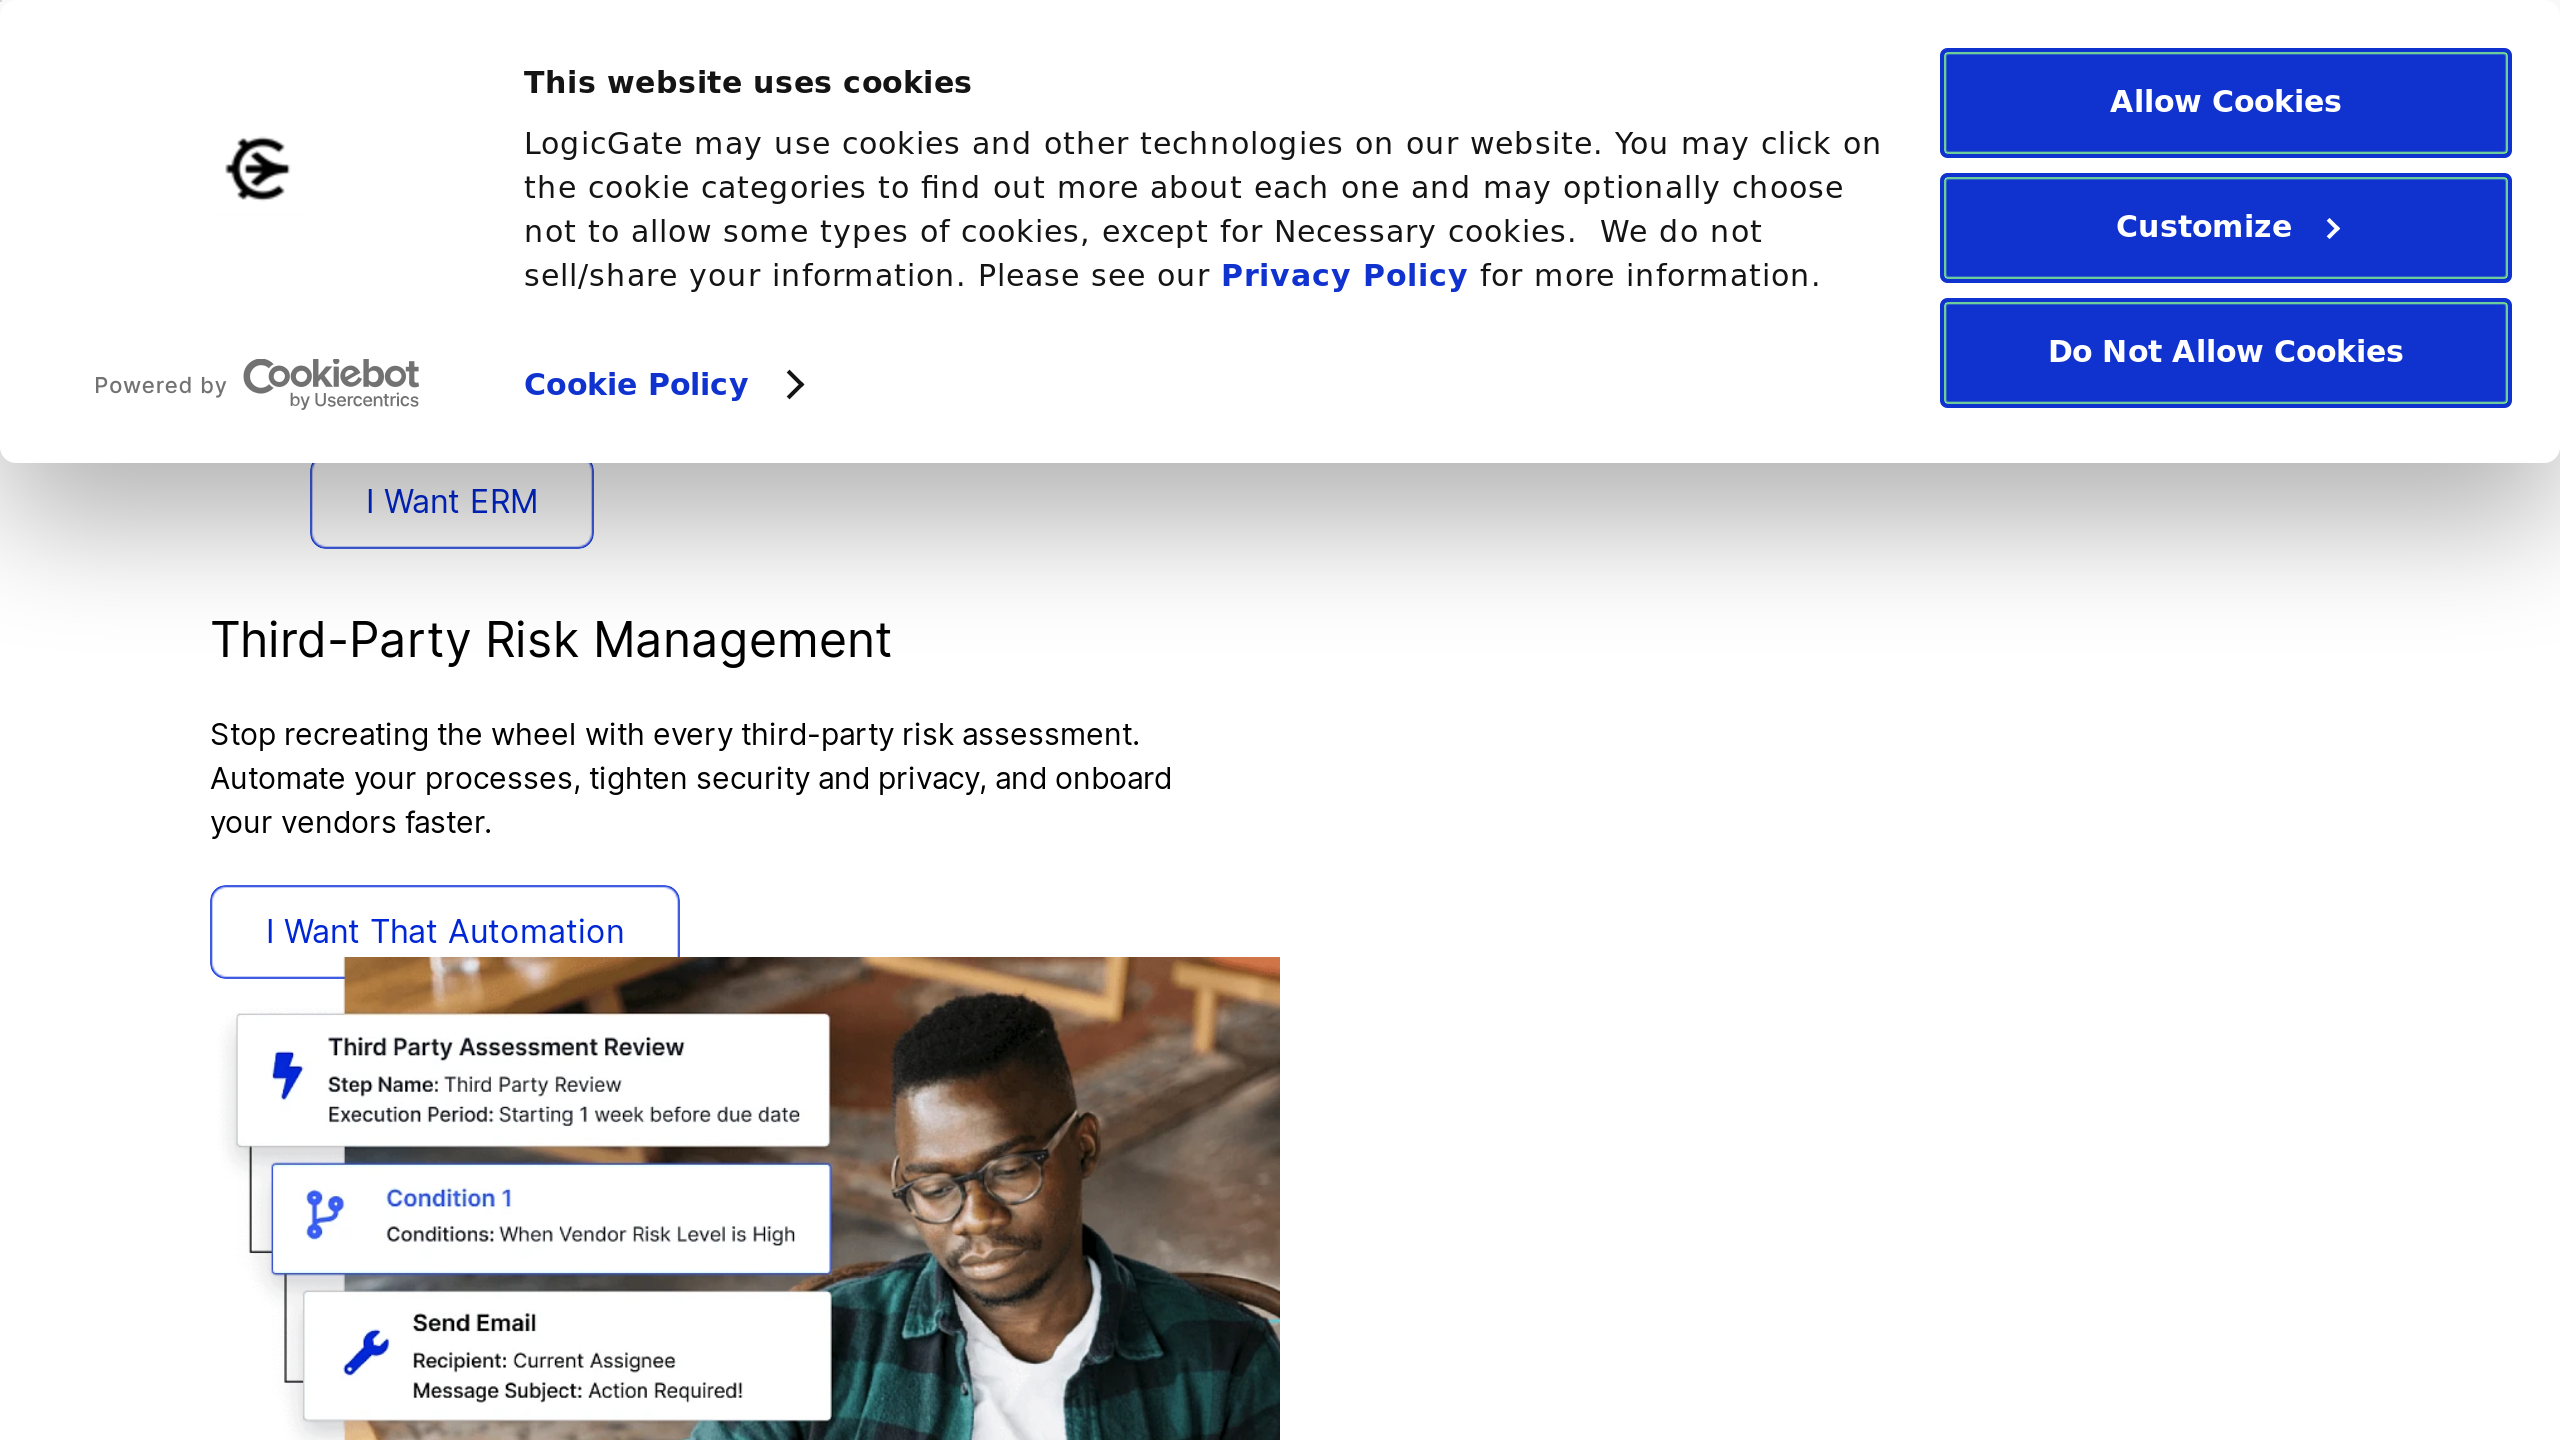 This website uses cookies
LogicGate may use cookies and other technologies on our website. You may click on
the cookie categories to find out more about each one and may optionally choose
not to allow some types of cookies, except for Necessary cookies.  We do not
sell/share your information. Please see our Privacy Policy for more information.
Powered by Cookiebot
by Usercentrics
Cookie Policy
Allow Cookies
Customize
Do Not Allow Cookies
I Want ERM
Third-Party Risk Management
Stop recreating the wheel with every third-party risk assessment.
Automate your processes, tighten security and privacy, and onboard
your vendors faster.
I Want That Automation
Third Party Assessment Review
Step Name: Third Party Review
Execution Period: Starting 1 week before due date
Condition 1
Conditions: When Vendor Risk Level is High
Send Email
Recipient: Current Assignee
Message Subject: Action Required!